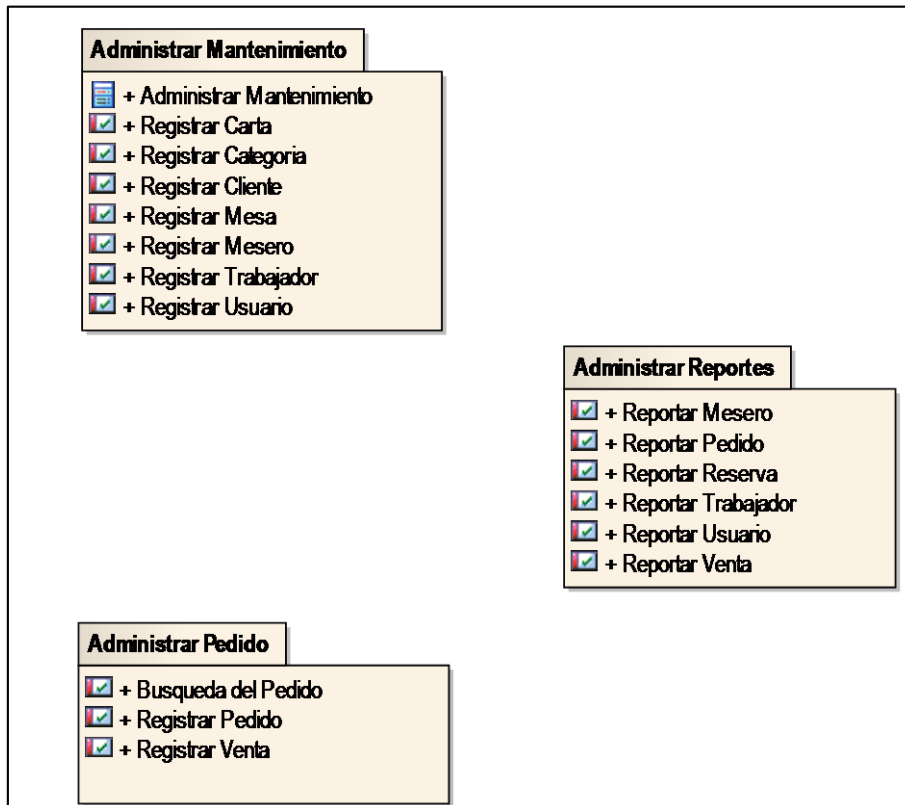 Administrar Mantenimiento
+ Administrar Mantenimiento
+ Registrar Carta
+ Registrar Categoria
+ Registrar Cliente
+ Registrar Mesa
+ Registrar Mesero
+ Registrar Trabajador
+ Registrar Usuario
Administrar Reportes
+ Reportar Mesero
+ Reportar Pedido
+ Reportar Reserva
+ Reportar Trabajador
+ Reportar Usuario
+ Reportar Venta
Administrar Pedido
+ Busqueda del Pedido
+ Registrar Pedido
+ Registrar Venta